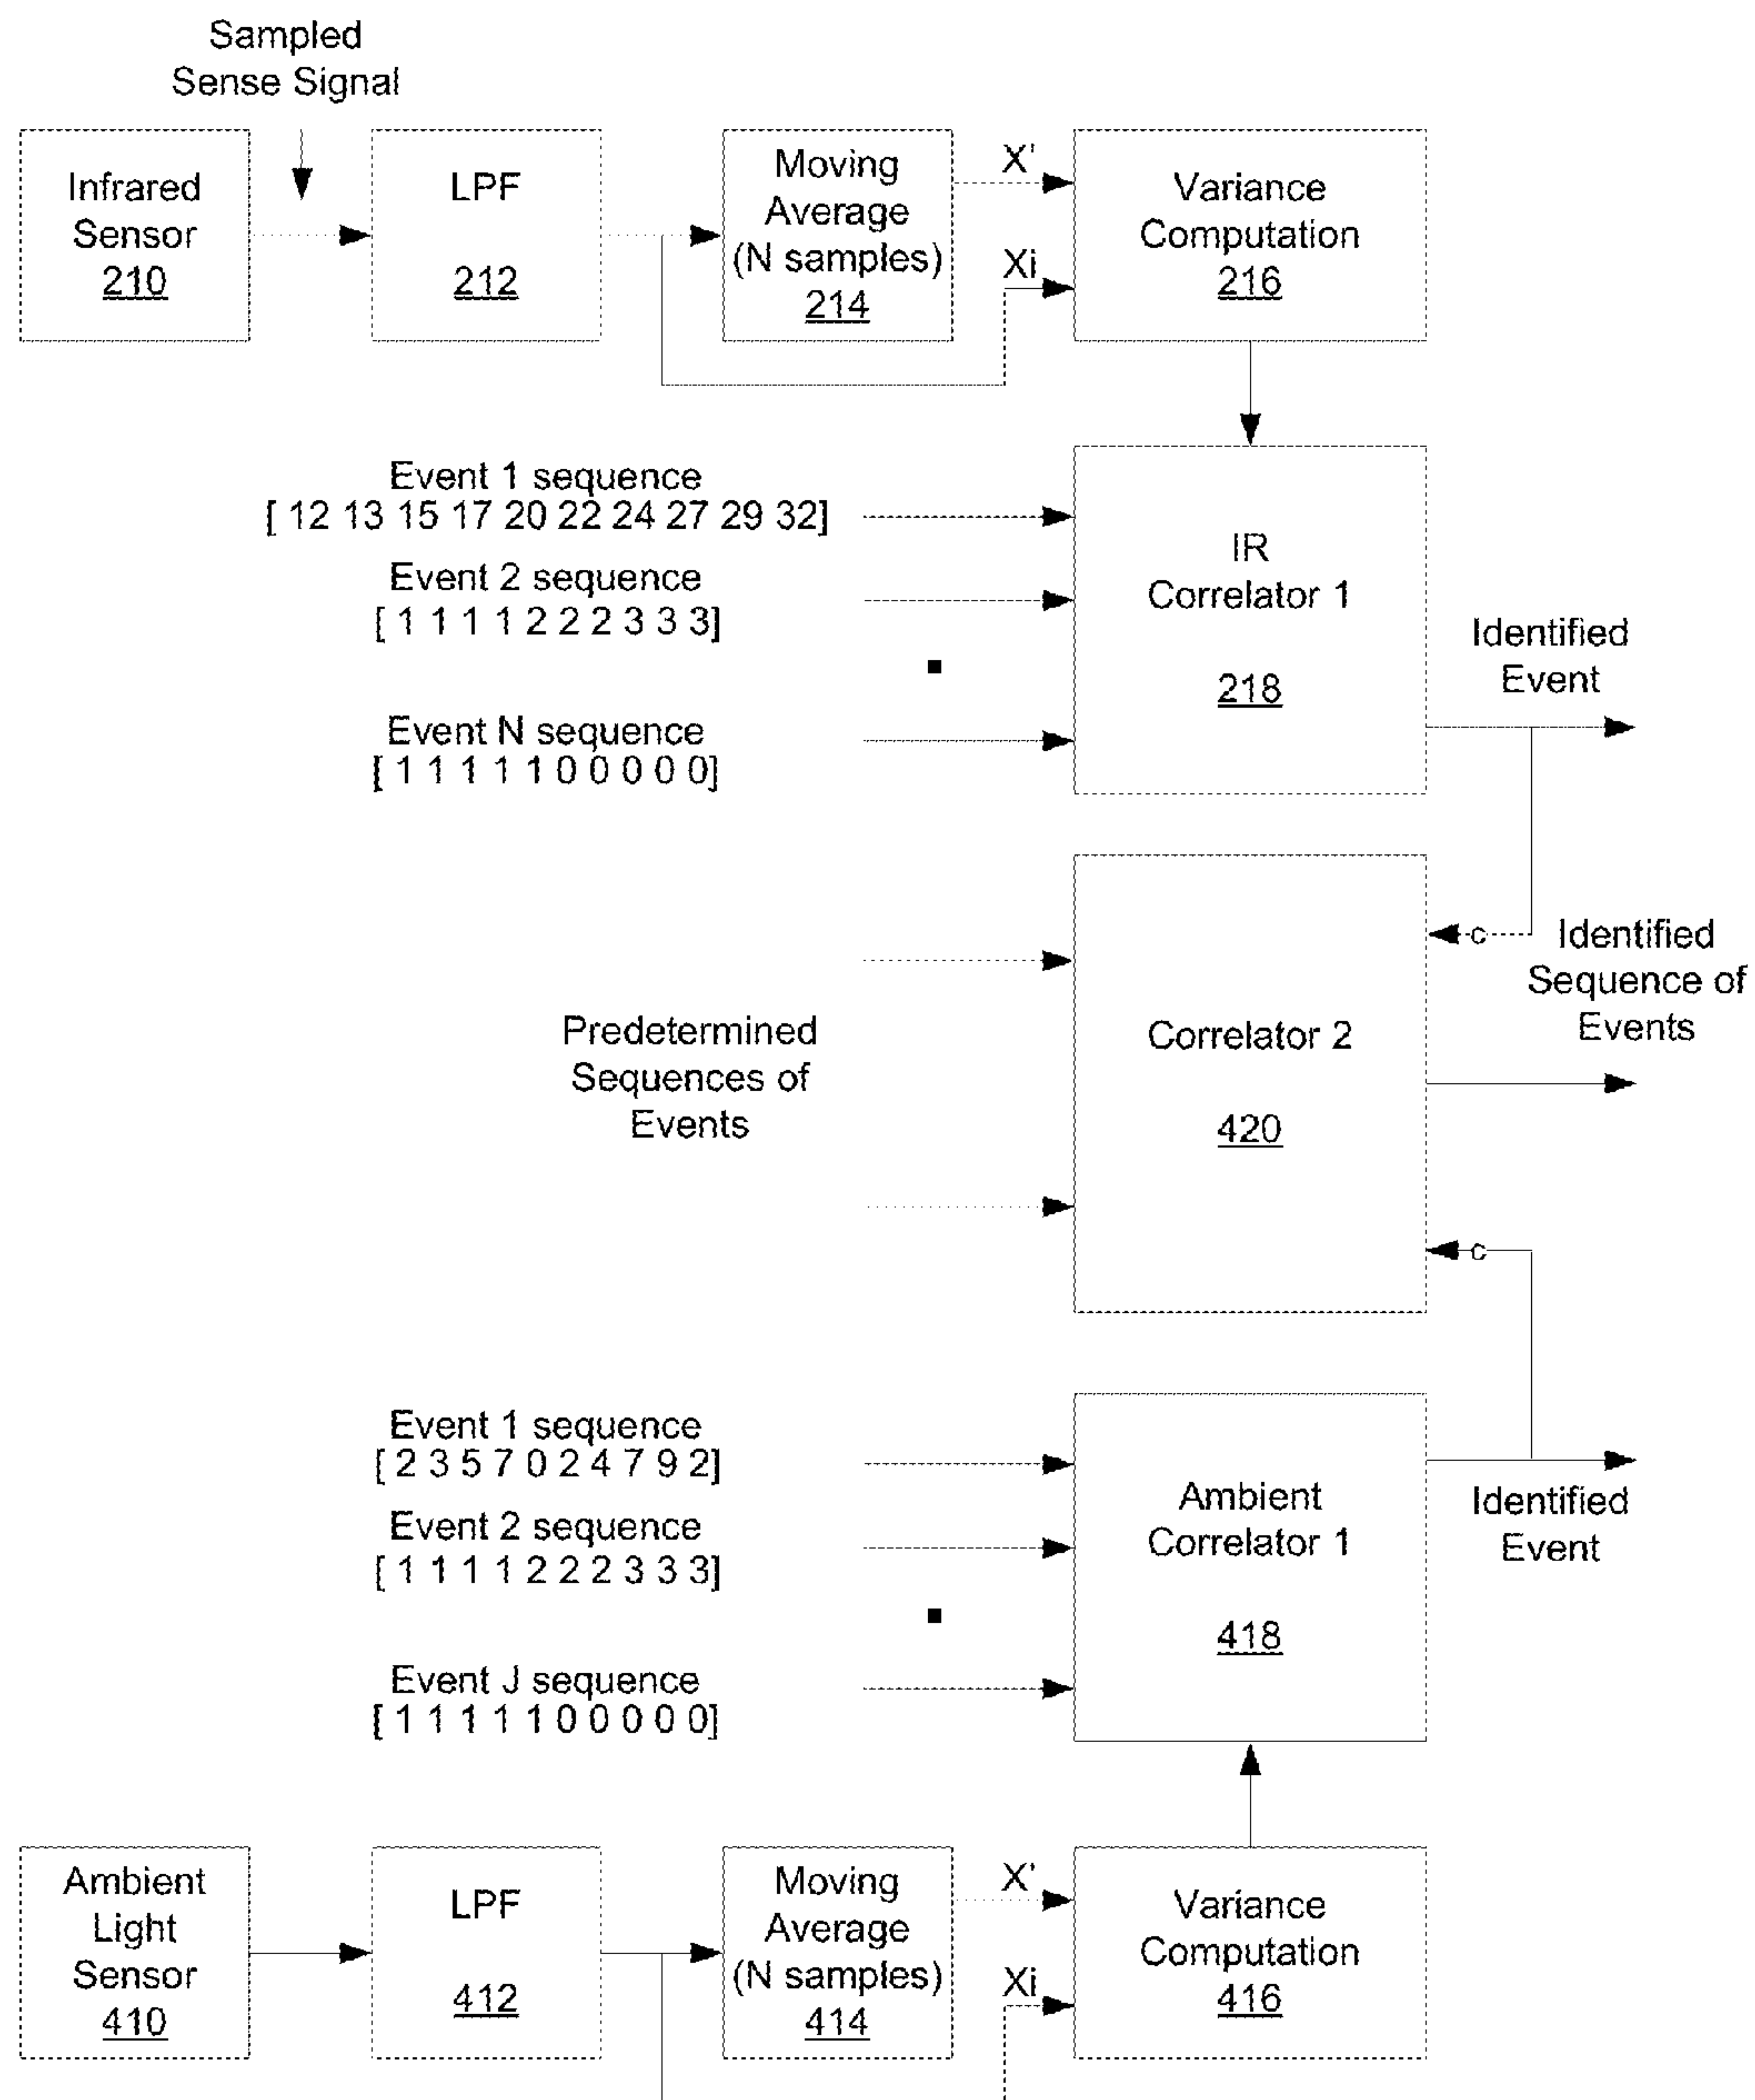 Sampled
Sense Signal
Infrared
Sensor
210
LPF
212
Moving
Average
(N samples)
214
X'
Xi
Variance
Computation
216
Event 1 sequence
[ 12 13 15 17 20 22 24 27 29 32]
Event 2 sequence
[ 1 1 1 1 2 2 2 3 3 3]
Event N sequence
[ 1 1 1 1 1 0 0 0 0 0]
IR
Correlator 1
218
Identified
Event
c
Identified
Sequence of
Events
Predetermined
Sequences of
Events
Correlator 2
420
c
Event 1 sequence
[ 2 3 5 7 0 2 4 7 9 2]
Event 2 sequence
[ 1 1 1 1 2 2 2 3 3 3]
Event J sequence
[ 1 1 1 1 1 0 0 0 0 0]
Ambient
Correlator 1
418
Identified
Event
Ambient
Light
Sensor
410
LPF
412
Moving
Average
(N samples)
414
X'
Xi
Variance
Computation
416